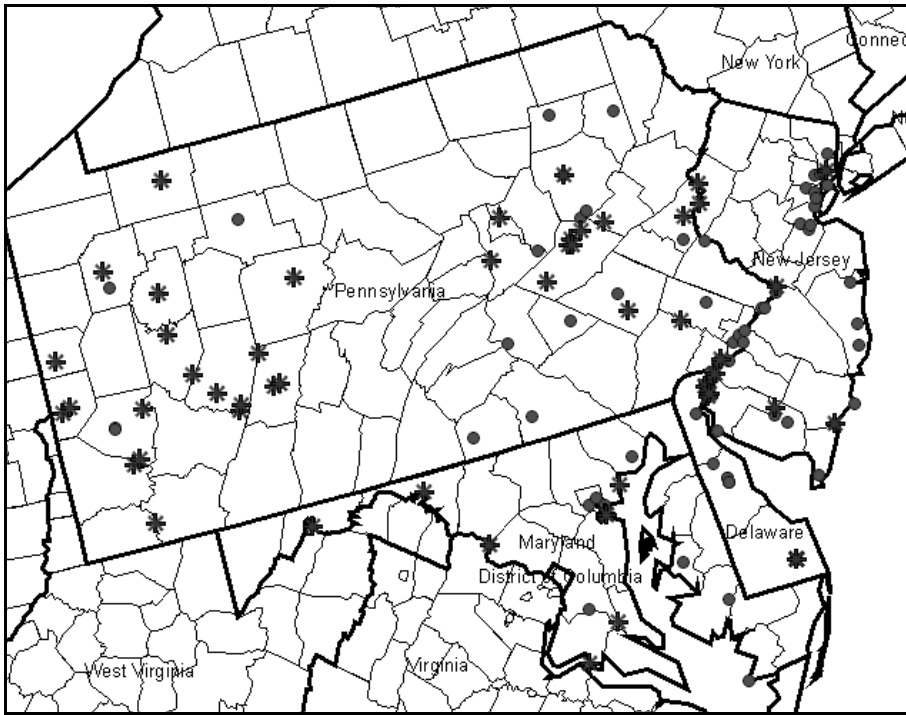 Connec
New York
N
New Jersey
Pennsylvania
Delaware
Maryland
District of Columbia
West Virginia
Virginia